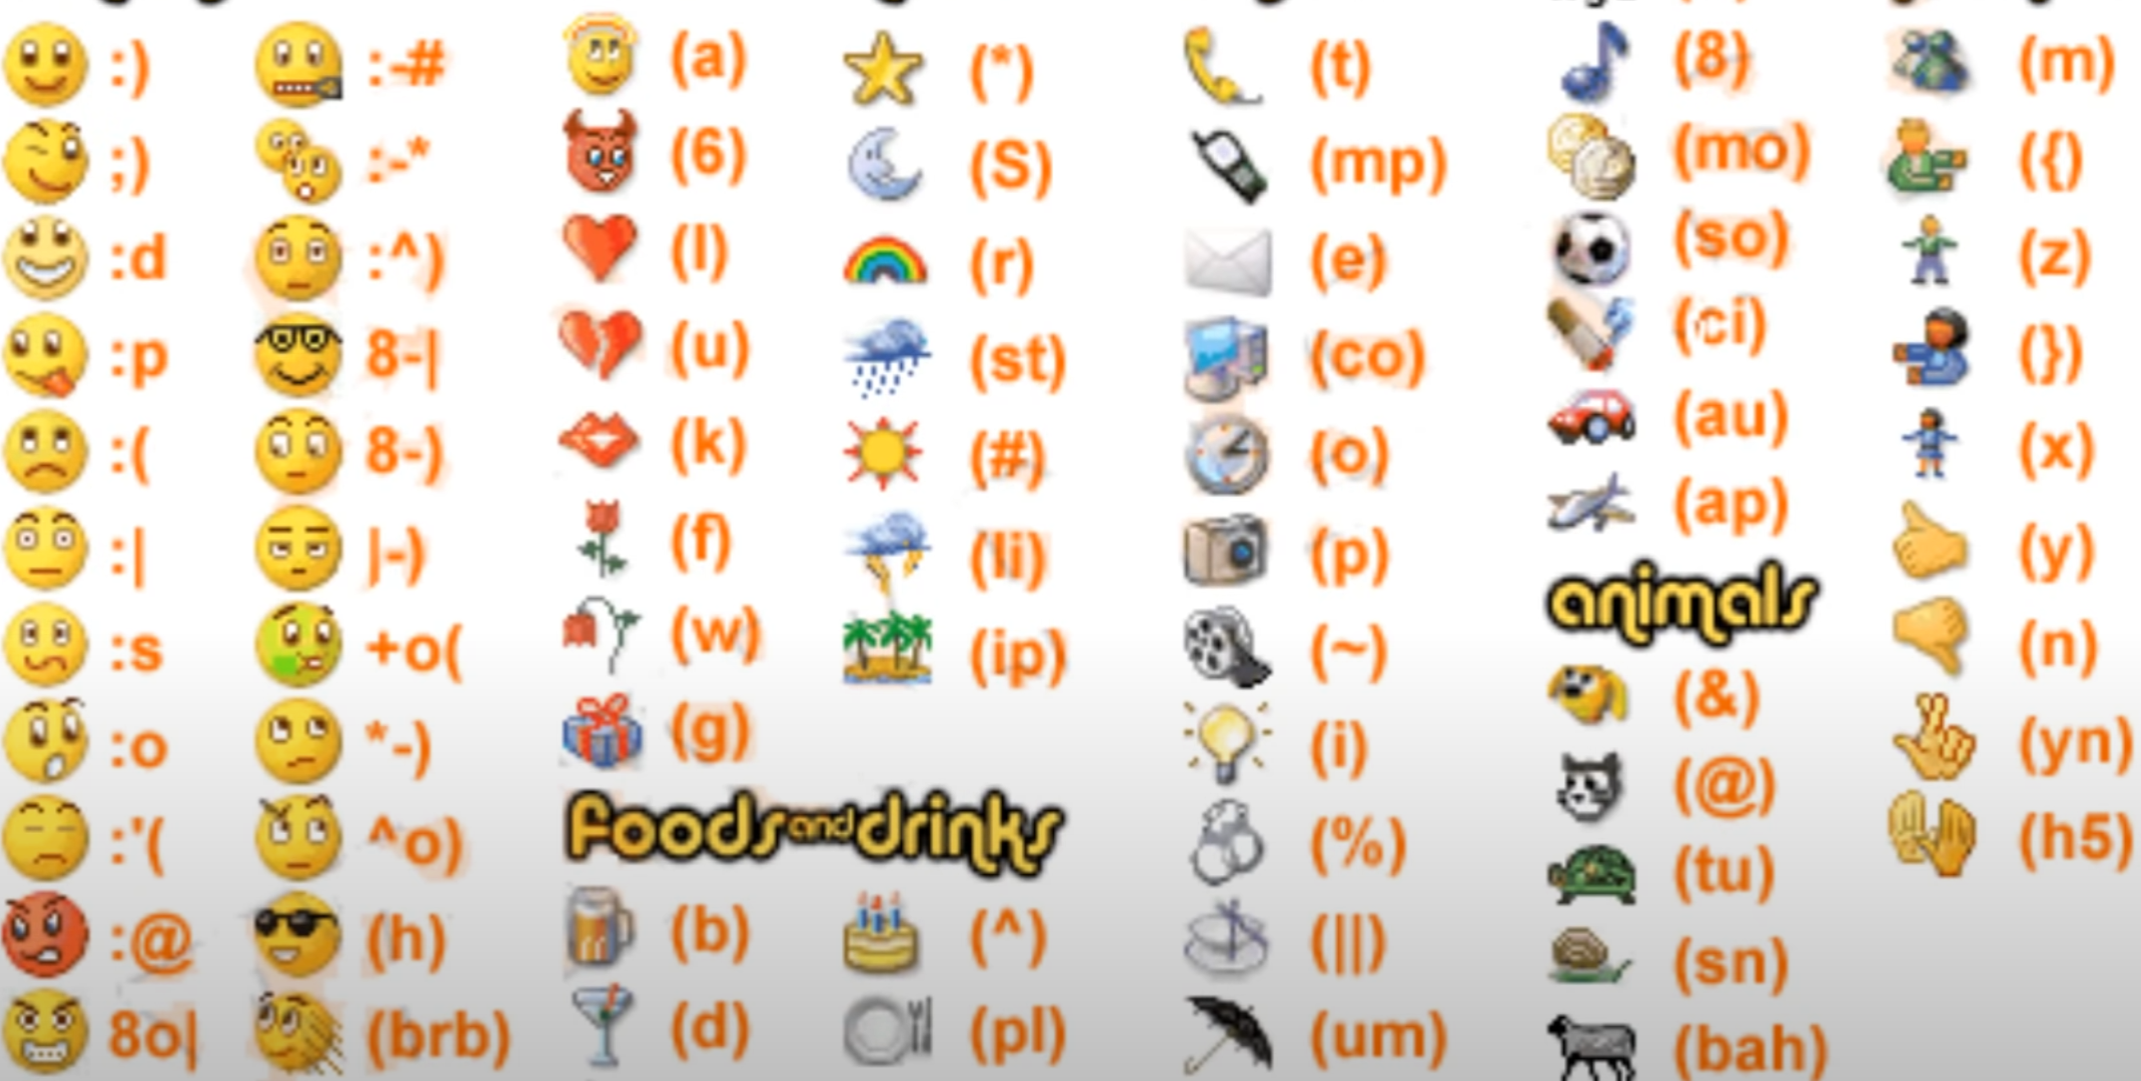 :)
;)
:d
:p
:(
:|
:s
:o
:'(
:@
8o|
:-#
:-*
:^)
8-|
8-)
|-)
+o(
*-)
^o)
(h)
(brb)
(a)
(6)
(l)
(u)
(k)
(f)
(w)
(g)
(*)
(S)
(r)
(st)
(#)
(li)
(ip)
foods and drinks
(b)
(d)
(^)
(pl)
(t)
(mp)
(e)
(co)
(o)
(p)
(~)
(i)
(%)
(||)
(um)
(8)
(mo)
(so)
(ci)
(au)
(ap)
animals
(&)
(@)
(tu)
(sn)
(bah)
(m)
({)
(z)
(})
(x)
(y)
(n)
(yn)
(h5)